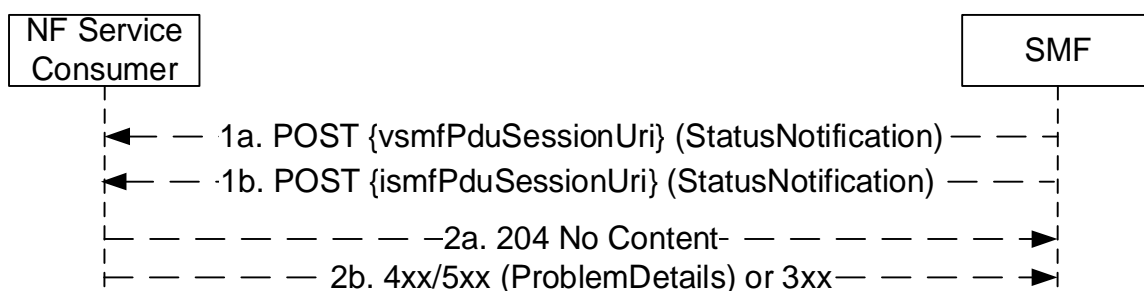 NF Service
Consumer
SMF
1a. POST {vsmfPduSessionUri} (StatusNotification)
1b. POST {ismfPduSessionUri} (StatusNotification)
2a. 204 No Content
2b. 4xx/5xx (ProblemDetails) or 3xx